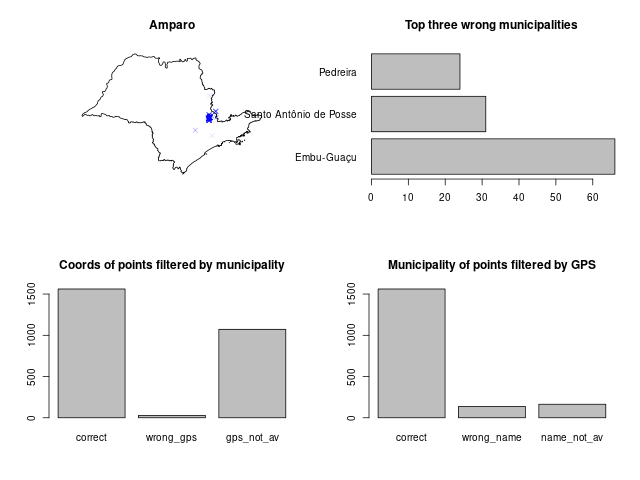 Amparo
Top three wrong municipalities
Pedreira
Santo Antônio de Posse
Embu-Guaçu
0 10 20 30 40 50 60
Coords of points filtered by municipality
1500
1000
500
0
correct wrong_gps gps_not_av
Municipality of points filtered by GPS
1500
1000
500
0
correct wrong_name name_not_av